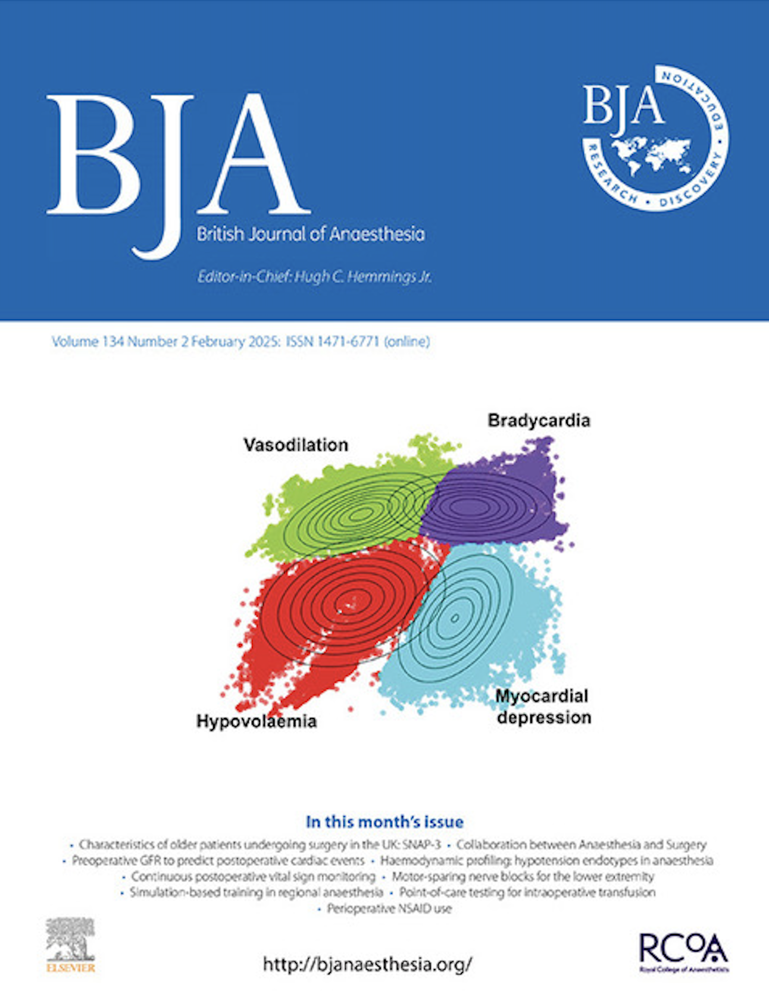 BJA
British Journal of Anaesthesia
Editor-in-Chief: Hugh C. Hemmings Jr.
BJA
RESEARCH • DISCOVERY • EDUCATION
Volume 134 Number 2 February 2025: ISSN 1471-6771 (online)
Bradycardia
Vasodilation
Myocardial
depression
Hypovolaemia
In this month's issue
• Characteristics of older patients undergoing surgery in the UK: SNAP-3 • Collaboration between Anaesthesia and Surgery
• Preoperative GFR to predict postoperative cardiac events • Haemodynamic profiling: hypotension endotypes in anaesthesia
• Continuous postoperative vital sign monitoring • Motor-sparing nerve blocks for the lower extremity
• Simulation-based training in regional anaesthesia • Point-of-care testing for intraoperative transfusion
• Perioperative NSAID use
ELSEVIER
http://bjanaesthesia.org/
RCOA
Royal College of Anaesthetists